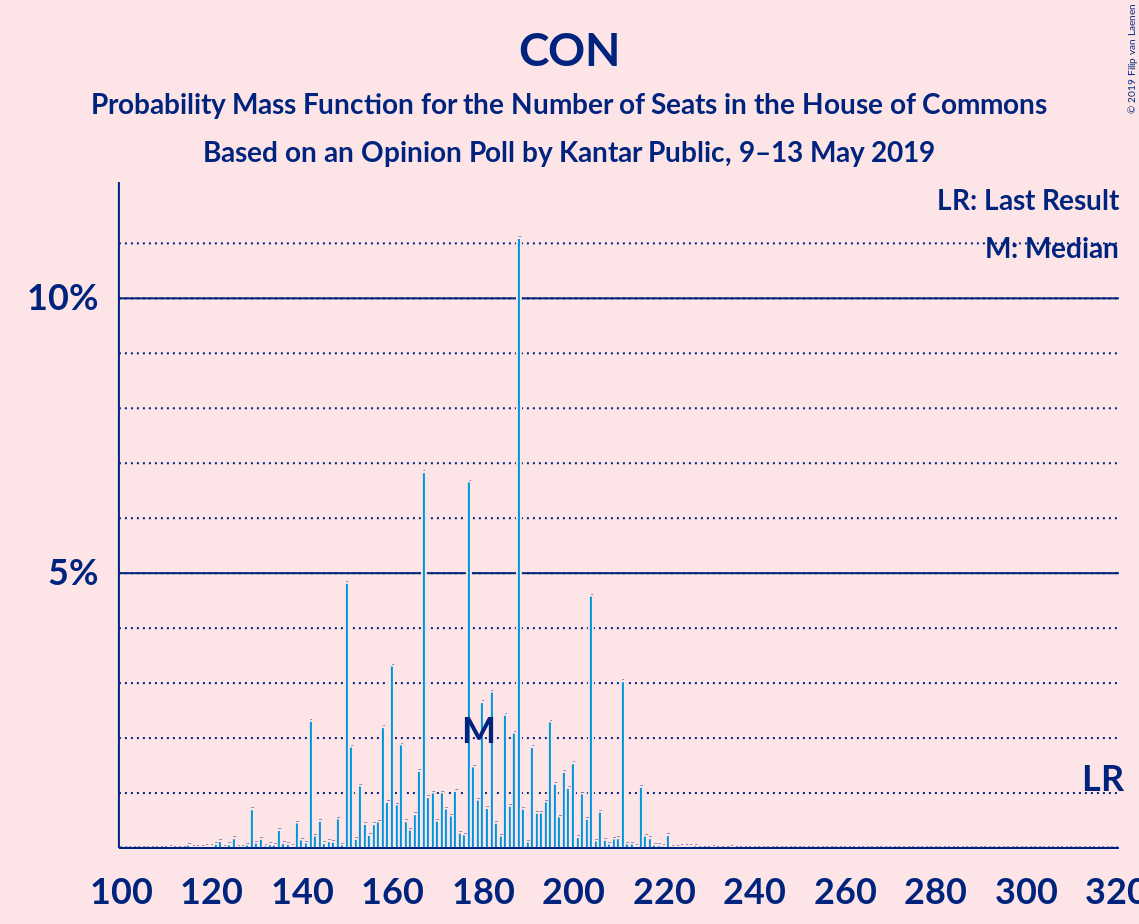 CON
Probability Mass Function for the Number of Seats in the House of Commons
Based on an Opinion Poll by Kantar Public, 9–13 May 2019
© 2019 Filip van Laenen
LR: Last Result
M: Median
10%
5%
M
LR
100 120 140 160 180 200 220 240 260 280 300 320